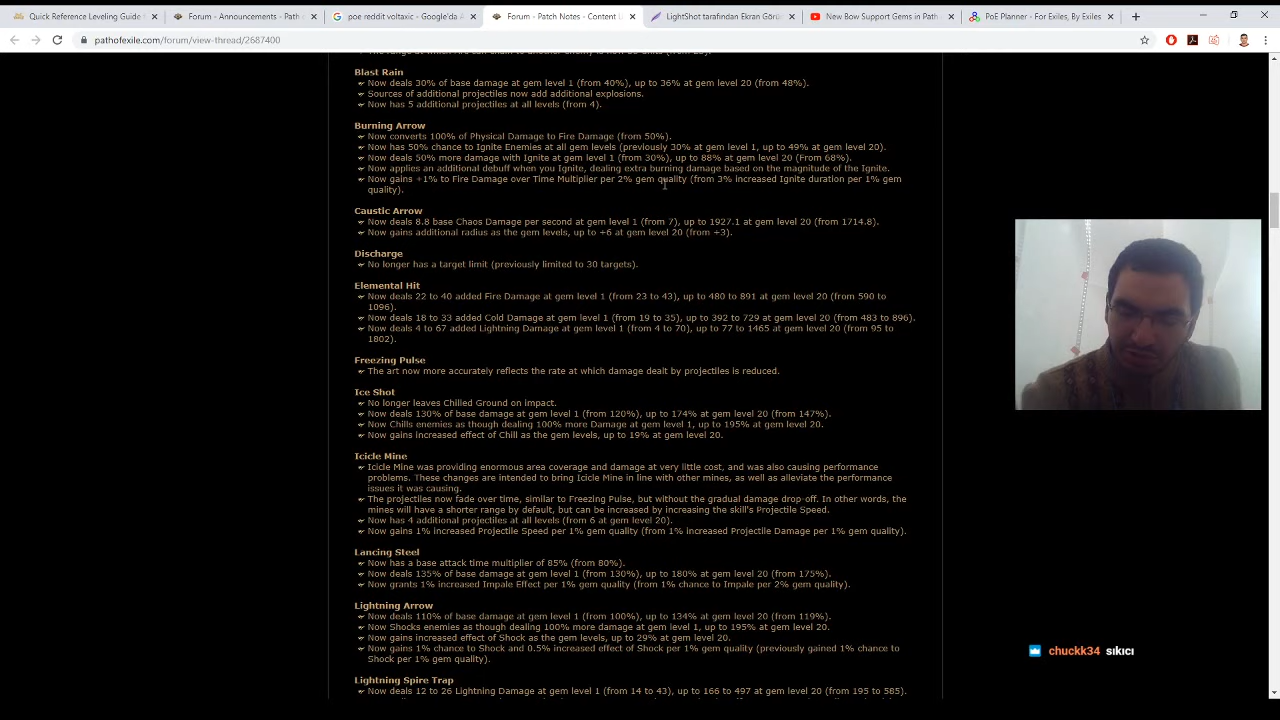 Quick Reference Leveling Guide
Forum - Announcements - Path
poe reddit voltaxic - Google'da A
Forum - Patch Notes - Content
LightShot tarafından Ekran Görü
New Bow Support Gems in Path
PoE Planner - For Exiles, By Exiles
pathofexile.com/forum/view-thread/2687400
Blast Rain
Now deals 30% of base damage at gem level 1 (from 40%), up to 36% at gem level 20 (from 48%).
Sources of additional projectiles now add additional explosions.
Now has 5 additional projectiles at all levels (from 4).
Burning Arrow
Now converts 100% of Physical Damage to Fire Damage (from 50%).
Now has 50% chance to Ignite Enemies at all gem levels (previously 30% at gem level 1, up to 49% at gem level 20).
Now deals 50% more damage with Ignite at gem level 1 (from 30%), up to 88% at gem level 20 (From 68%).
Now applies an additional debuff when you Ignite, dealing extra burning damage based on the magnitude of the Ignite.
Now gains +1% to Fire Damage over Time Multiplier per 2% gem quality (from 3% increased Ignite duration per 1% gem
quality).
Caustic Arrow
Now deals 8.8 base Chaos Damage per second at gem level 1 (from 7), up to 1927.1 at gem level 20 (from 1714.8).
Now gains additional radius as the gem levels, up to +6 at gem level 20 (from +3).
Discharge
No longer has a target limit (previously limited to 30 targets).
Elemental Hit
Now deals 22 to 40 added Fire Damage at gem level 1 (from 23 to 43), up to 480 to 891 at gem level 20 (from 590 to
1096).
Now deals 18 to 33 added Cold Damage at gem level 1 (from 19 to 35), up to 392 to 729 at gem level 20 (from 483 to 896).
Now deals 4 to 67 added Lightning Damage at gem level 1 (from 4 to 70), up to 77 to 1465 at gem level 20 (from 95 to
1802).
Freezing Pulse
The art now more accurately reflects the rate at which damage dealt by projectiles is reduced.
Ice Shot
No longer leaves Chilled Ground on impact.
Now deals 130% of base damage at gem level 1 (from 120%), up to 174% at gem level 20 (from 147%).
Now Chills enemies as though dealing 100% more Damage at gem level 1, up to 195% at gem level 20.
Now gains increased effect of Chill as the gem levels, up to 19% at gem level 20.
Icicle Mine
Icicle Mine was providing enormous area coverage and damage at very little cost, and was also causing performance
problems. These changes are intended to bring Icicle Mine in line with other mines, as well as alleviate the performance
issues it was causing.
The projectiles now fade over time, similar to Freezing Pulse, but without the gradual damage drop-off. In other words, the
mines will have a shorter range by default, but can be increased by increasing the skill's Projectile Speed.
Now has 4 additional projectiles at all levels (from 6 at gem level 20).
Now gains 1% increased Projectile Speed per 1% gem quality (from 1% increased Projectile Damage per 1% gem quality).
Lancing Steel
Now has a base attack time multiplier of 85% (from 80%).
Now deals 135% of base damage at gem level 1 (from 130%), up to 180% at gem level 20 (from 175%).
Now grants 1% increased Impale Effect per 1% gem quality (from 1% chance to Impale per 2% gem quality).
Lightning Arrow
Now deals 110% of base damage at gem level 1 (from 100%), up to 134% at gem level 20 (from 119%).
Now Shocks enemies as though dealing 100% more damage at gem level 1, up to 195% at gem level 20.
Now gains increased effect of Shock as the gem levels, up to 29% at gem level 20.
Now gains 1% chance to Shock and 0.5% increased effect of Shock per 1% gem quality (previously gained 1% chance to
Shock per 1% gem quality).
chuckk34 sıkıcı
Lightning Spire Trap
Now deals 12 to 26 Lightning Damage at gem level 1 (from 14 to 43), up to 166 to 497 at gem level 20 (from 195 to 585).